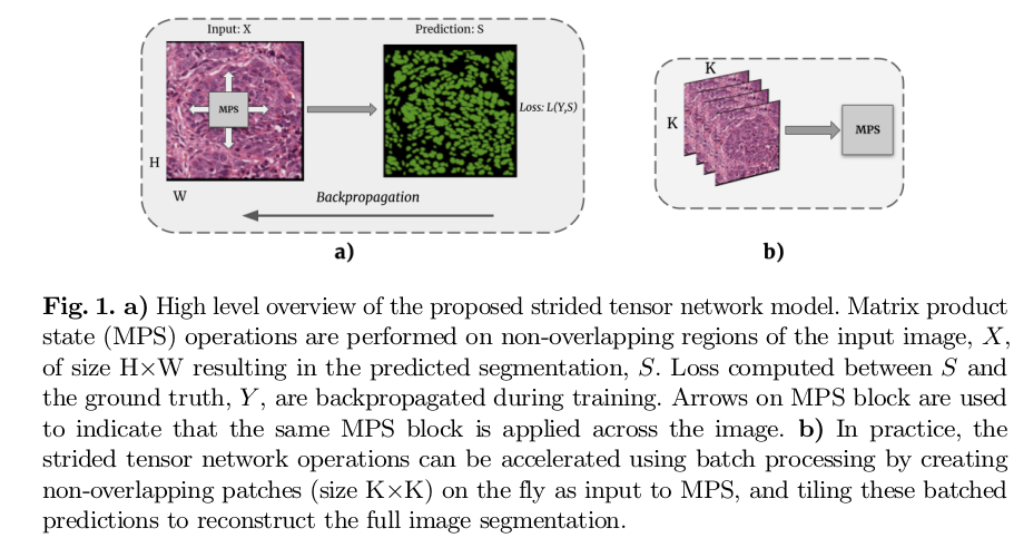 Input: X
Prediction: S
MPS
Loss: L(Y,S)
H
W
Backpropagation
a)
K
K
MPS
b)
Fig. 1. a) High level overview of the proposed strided tensor network model. Matrix product
state (MPS) operations are performed on non-overlapping regions of the input image, X,
of size H×W resulting in the predicted segmentation, S. Loss computed between S and
the ground truth, Y, are backpropagated during training. Arrows on MPS block are used
to indicate that the same MPS block is applied across the image. b) In practice, the
strided tensor network operations can be accelerated using batch processing by creating
non-overlapping patches (size K×K) on the fly as input to MPS, and tiling these batched
predictions to reconstruct the full image segmentation.